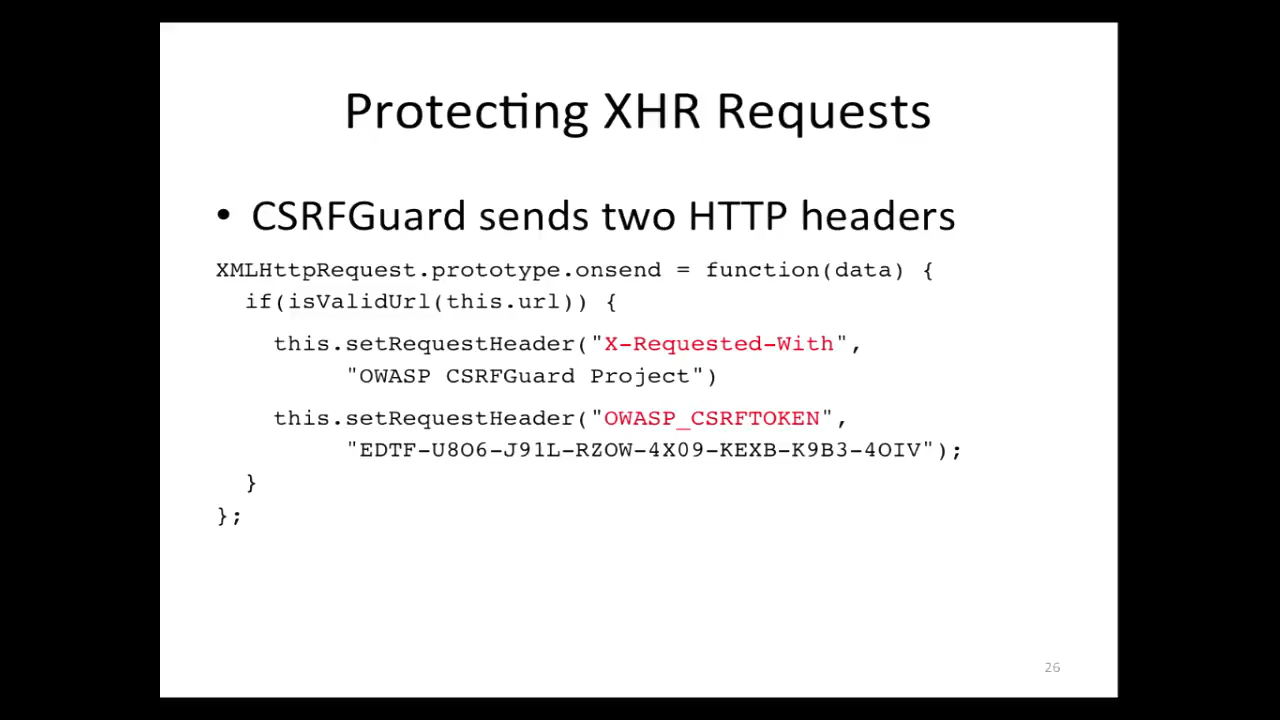 Protecting XHR Requests
• CSRFGuard sends two HTTP headers
XMLHttpRequest.prototype.onsend = function(data) {
if(isValidUrl(this.url)) {
this.setRequestHeader("X-Requested-With",
"OWASP CSRFGuard Project")
this.setRequestHeader("OWASP_CSRFTOKEN",
"EDTF-U8O6-J91L-RZOW-4X09-KEXB-K9B3-4OIV");
}
};
26